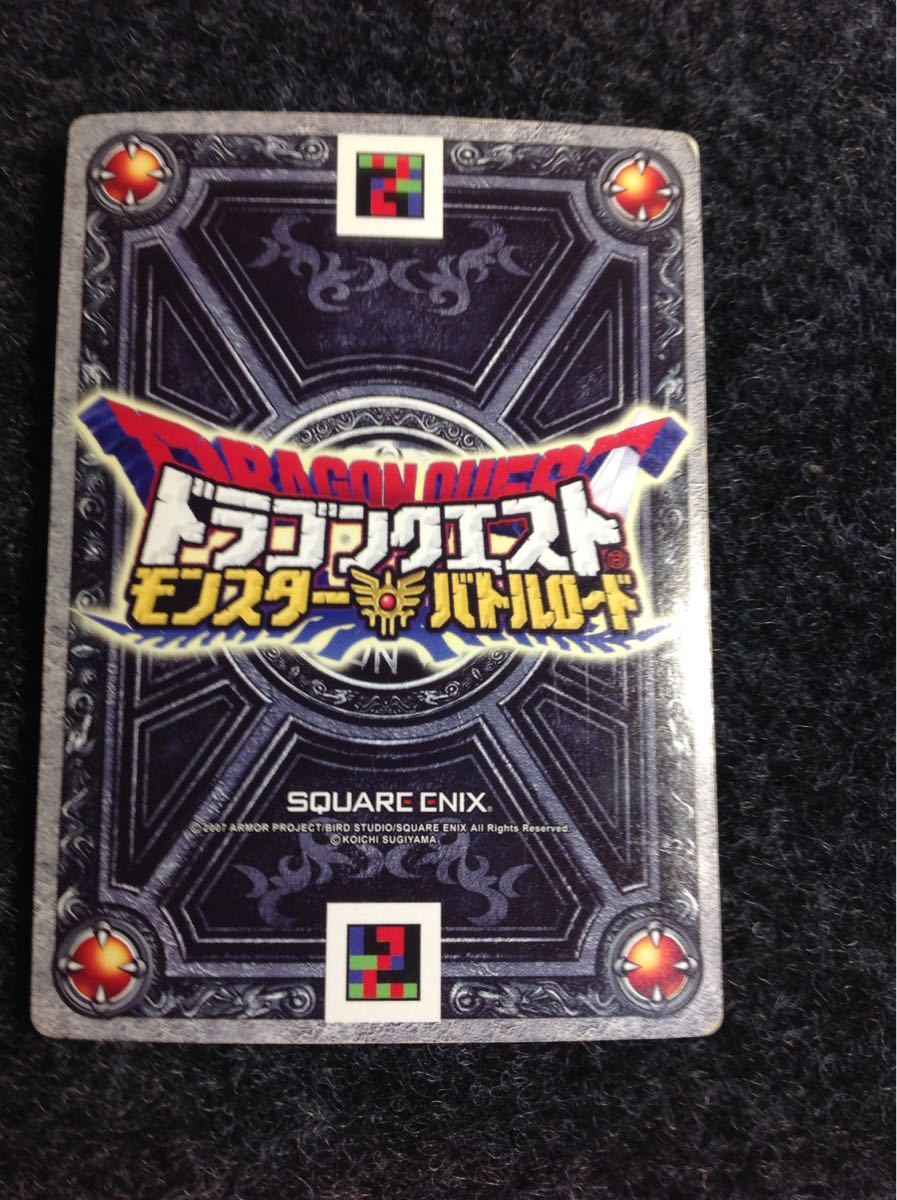 DRAGON QUEST
ドラゴンクエスト®
モンスター バトルロード
SQUARE ENIX®
©2007 ARMOR PROJECT/BIRD STUDIO/SQUARE ENIX All Rights Reserved.
©KOICHI SUGIYAMA